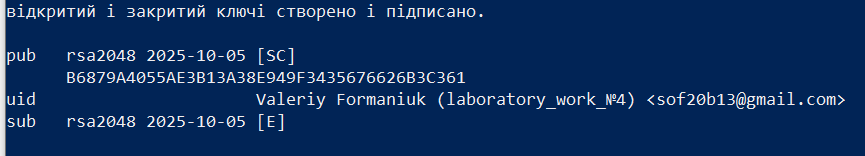 відкритий і закритий ключі створено і підписано.
pub   rsa2048 2025-10-05 [SC]
      B6879A4055AE3B13A38E949F3435676626B3C361
uid                      Valeriy Formaniuk (laboratory_work_№4) <sof20b13@gmail.com>
sub   rsa2048 2025-10-05 [E]